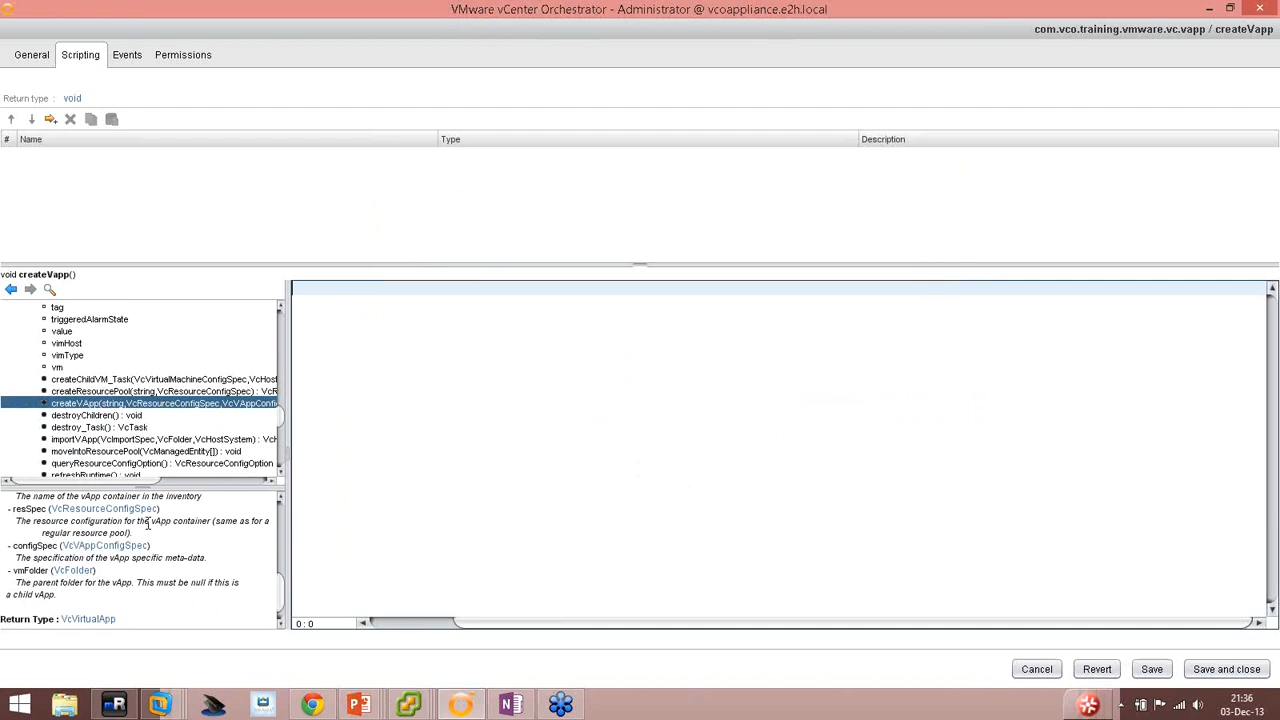 VMware vCenter Orchestrator - Administrator @ vcoappliance.e2h.local
com.vco.training.vmware.vc.vapp / createVapp
General Scripting Events Permissions
Return type : void
# Name Type Description
void createVapp()
tag
triggeredAlarmState
value
vimHost
vimType
vm
createChildVM_Task(VcVirtualMachineConfigSpec,VcHost
createResourcePool(string,VcResourceConfigSpec) : VcR
createVApp(string,VcResourceConfigSpec,VcVAppConfi
destroyChildren() : void
destroy_Task() : VcTask
importVApp(VcImportSpec,VcFolder,VcHostSystem) : VcH
moveIntoResourcePool(VcManagedEntity[]) : void
queryResourceConfigOption() : VcResourceConfigOption
refreshRuntime() : void
The name of the vApp container in the inventory
- resSpec (VcResourceConfigSpec)
The resource configuration for the vApp container (same as for a
regular resource pool).
- configSpec (VcVAppConfigSpec)
The specification of the vApp specific meta-data.
- vmFolder (VcFolder)
The parent folder for the vApp. This must be null if this is
a child vApp.
Return Type : VcVirtualApp
0 : 0
Cancel Revert Save Save and close
21:36
03-Dec-13